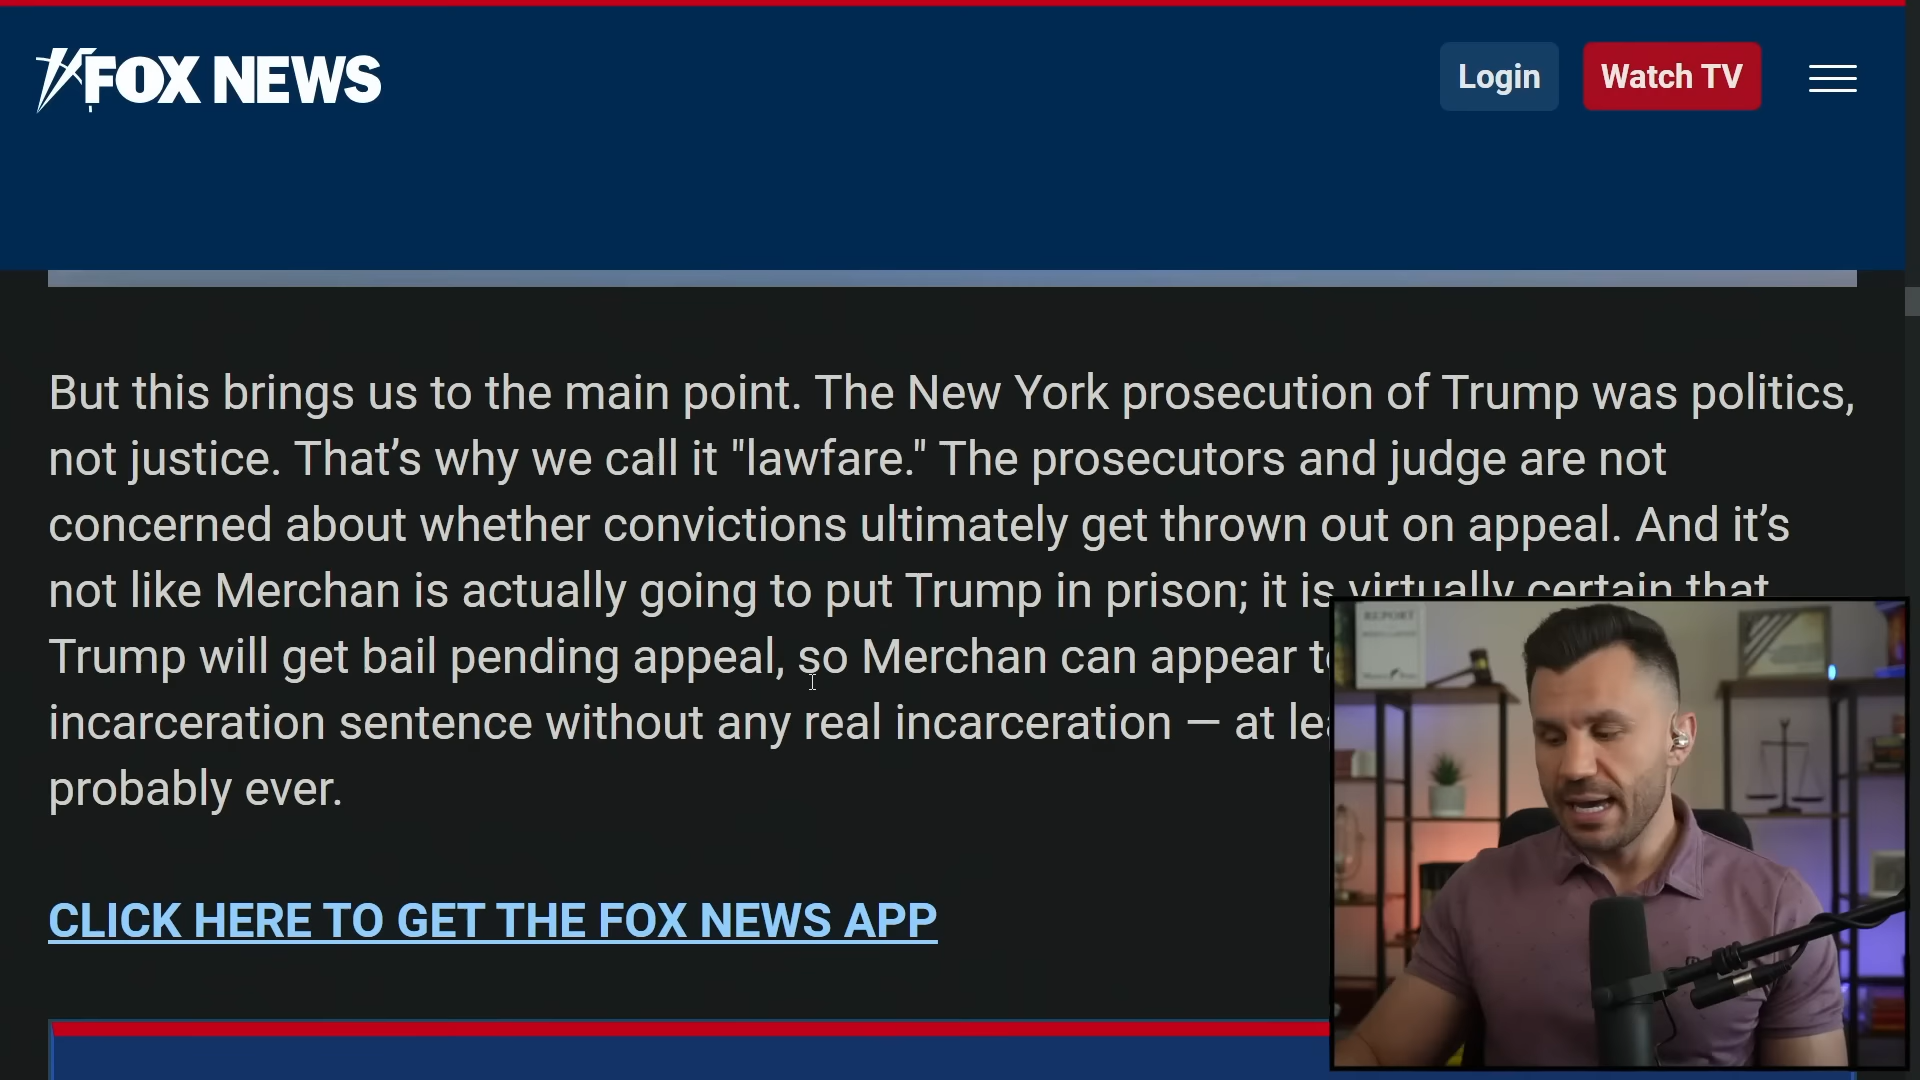 FOX NEWS
Login
Watch TV
But this brings us to the main point. The New York prosecution of Trump was politics,
not justice. That’s why we call it "lawfare." The prosecutors and judge are not
concerned about whether convictions ultimately get thrown out on appeal. And it’s
not like Merchan is actually going to put Trump in prison; it is virtually certain that
Trump will get bail pending appeal, so Merchan can appear
incarceration sentence without any real incarceration — at
probably ever.
REPORT
CLICK HERE TO GET THE FOX NEWS APP